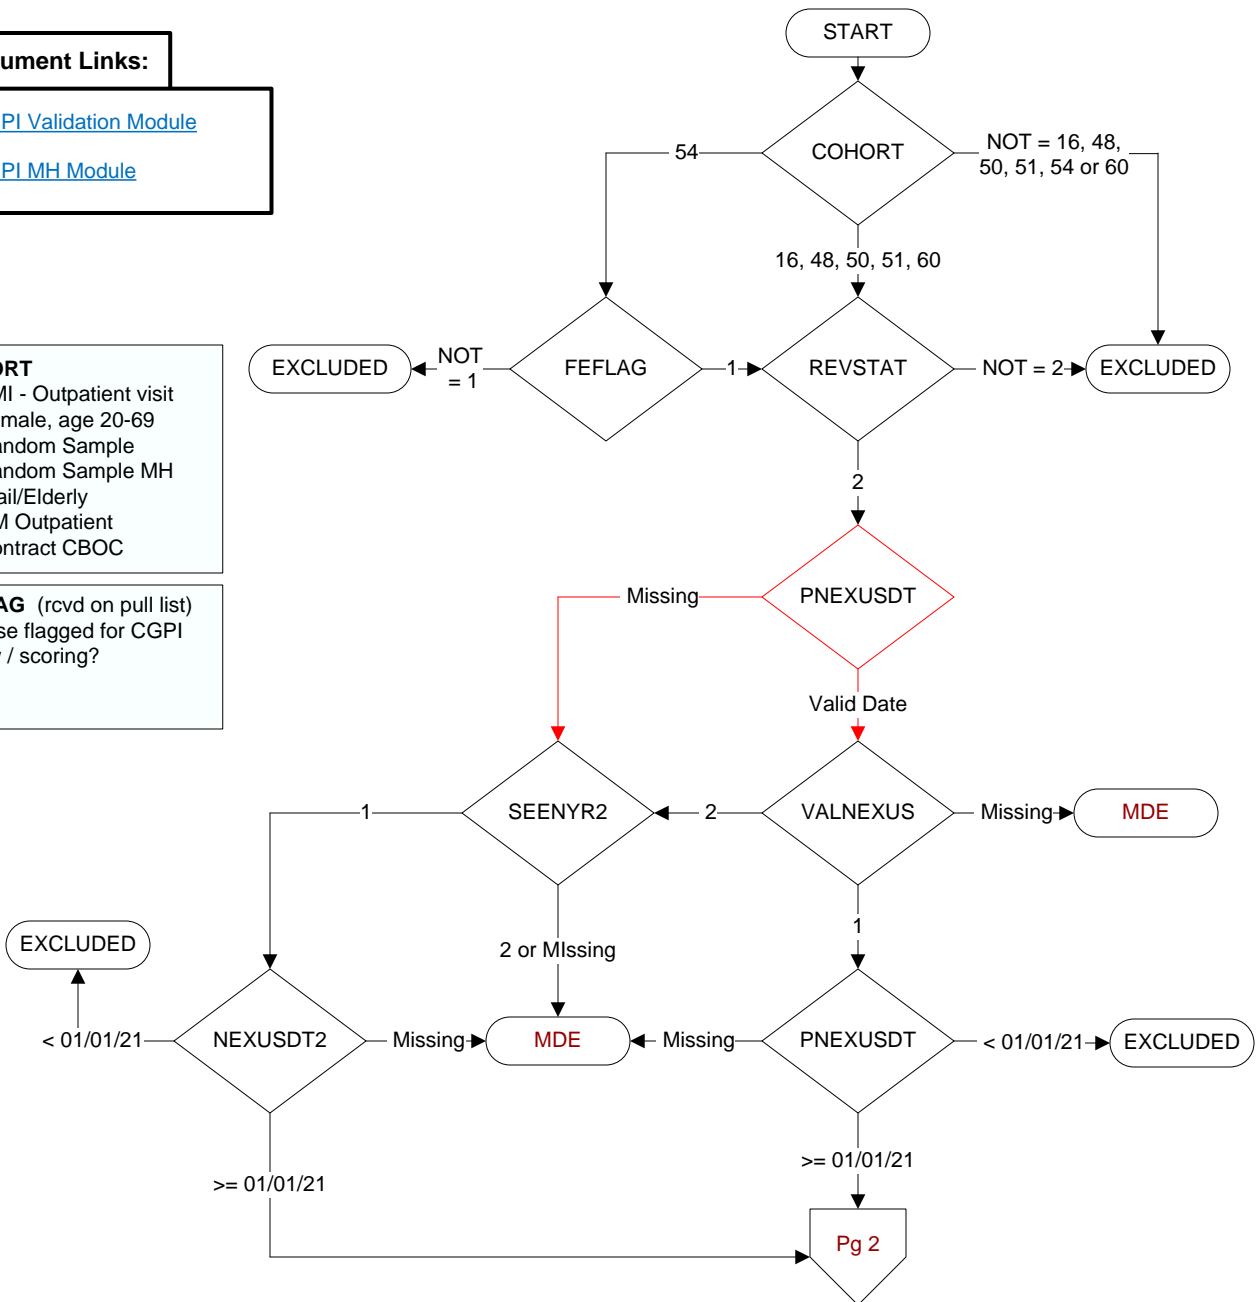 START
ument Links:
PI Validation Module
PI MH Module
COHORT
54
NOT = 16, 48,
50, 51, 54 or 60
16, 48, 50, 51, 60
EXCLUDED
NOT
= 1
FEFLAG
1
REVSTAT
NOT = 2
EXCLUDED
ORT
MI - Outpatient visit
male, age 20-69
andom Sample
andom Sample MH
ail/Elderly
M Outpatient
ontract CBOC
2
AG (rcvd on pull list)
se flagged for CGPI
/ scoring?
Missing
PNEXUSDT
Valid Date
1
SEENYR2
2
VALNEXUS
Missing
MDE
1
EXCLUDED
2 or MIssing
< 01/01/21
NEXUSDT2
Missing
MDE
Missing
PNEXUSDT
< 01/01/21
EXCLUDED
>= 01/01/21
>= 01/01/21
Pg 2